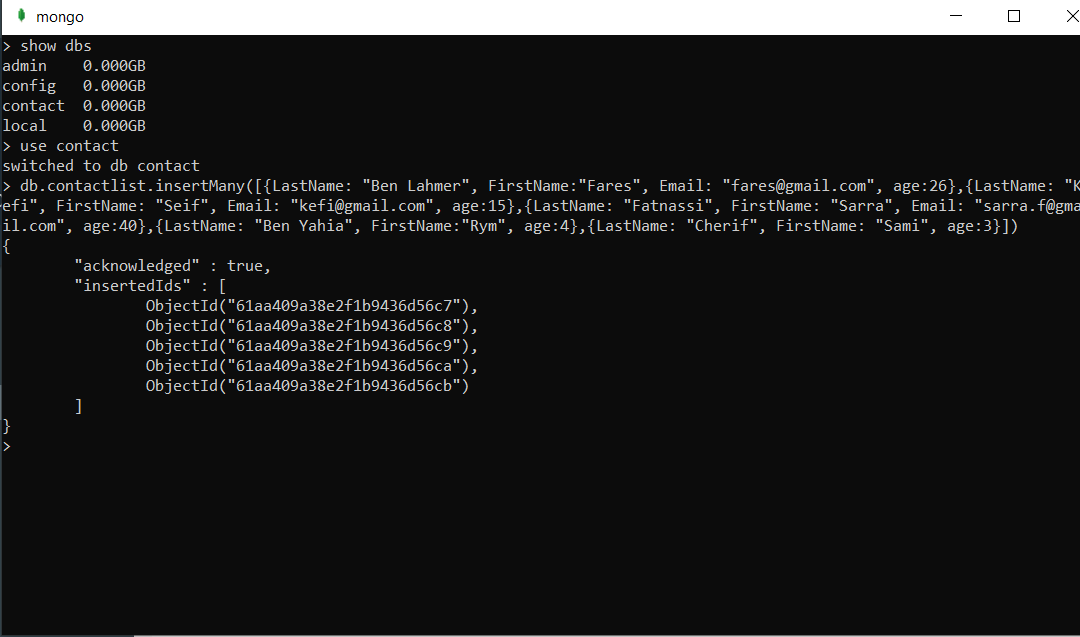 mongo
> show dbs
admin    0.000GB
config   0.000GB
contact  0.000GB
local    0.000GB
> use contact
switched to db contact
> db.contactlist.insertMany([{LastName: "Ben Lahmer", FirstName:"Fares", Email: "fares@gmail.com", age:26},{LastName: "K
efi", FirstName: "Seif", Email: "kefi@gmail.com", age:15},{LastName: "Fatnassi", FirstName: "Sarra", Email: "sarra.f@gma
il.com", age:40},{LastName: "Ben Yahia", FirstName:"Rym", age:4},{LastName: "Cherif", FirstName: "Sami", age:3}])
{
        "acknowledged" : true,
        "insertedIds" : [
                ObjectId("61aa409a38e2f1b9436d56c7"),
                ObjectId("61aa409a38e2f1b9436d56c8"),
                ObjectId("61aa409a38e2f1b9436d56c9"),
                ObjectId("61aa409a38e2f1b9436d56ca"),
                ObjectId("61aa409a38e2f1b9436d56cb")
        ]
}
>